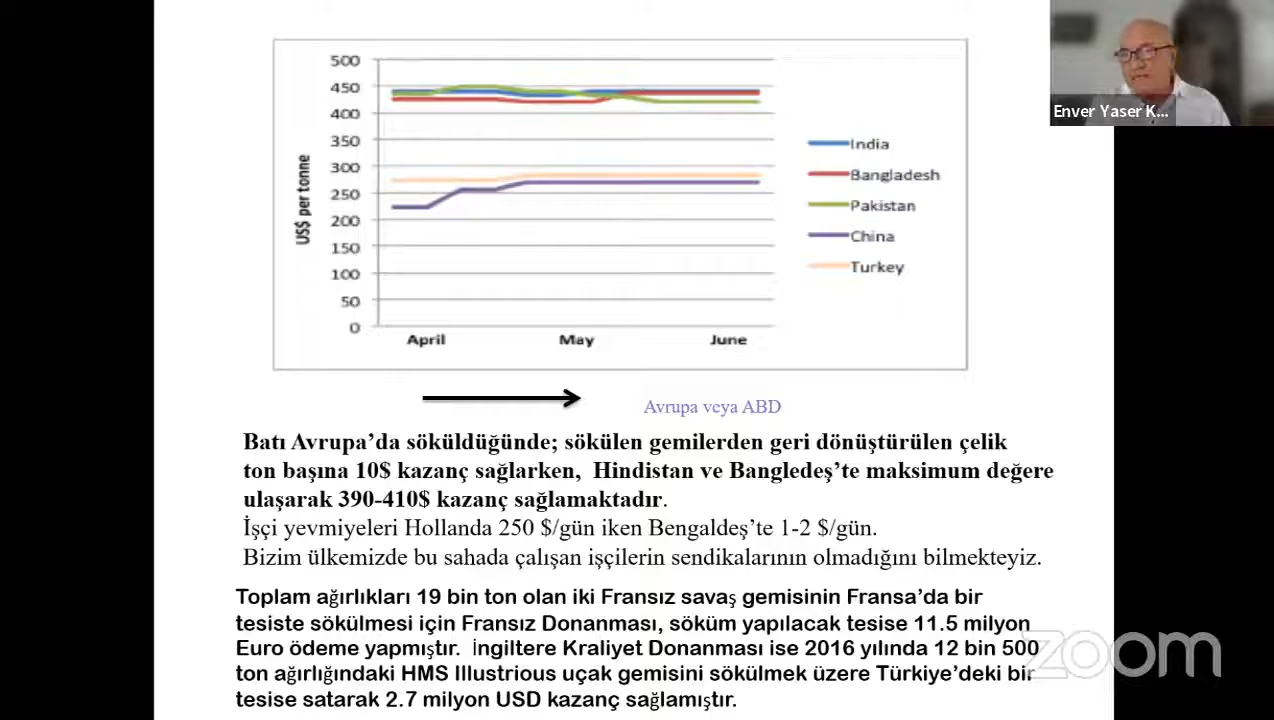 500
450
400
350
300
250
200
150
100
50
0
US$ per tonne
April May June
India
Bangladesh
Pakistan
China
Turkey
Enver Yaser K...
Avrupa veya ABD
Batı Avrupa’da söküldüğünde; sökülen gemilerden geri dönüştürülen çelik
ton başına 10$ kazanç sağlarken, Hindistan ve Bangledeş’te maksimum değere
ulaşarak 390-410$ kazanç sağlamaktadır.
İşçi yevmiyeleri Hollanda 250 $/gün iken Bengaldeş’te 1-2 $/gün.
Bizim ülkemizde bu sahada çalışan işçilerin sendikalarının olmadığını bilmekteyiz.
Toplam ağırlıkları 19 bin ton olan iki Fransız savaş gemisinin Fransa’da bir
tesiste sökülmesi için Fransız Donanması, söküm yapılacak tesise 11.5 milyon
Euro ödeme yapmıştır. İngiltere Kraliyet Donanması ise 2016 yılında 12 bin 500
ton ağırlığındaki HMS Illustrious uçak gemisini sökülmek üzere Türkiye’deki bir
tesise satarak 2.7 milyon USD kazanç sağlamıştır.
zoom